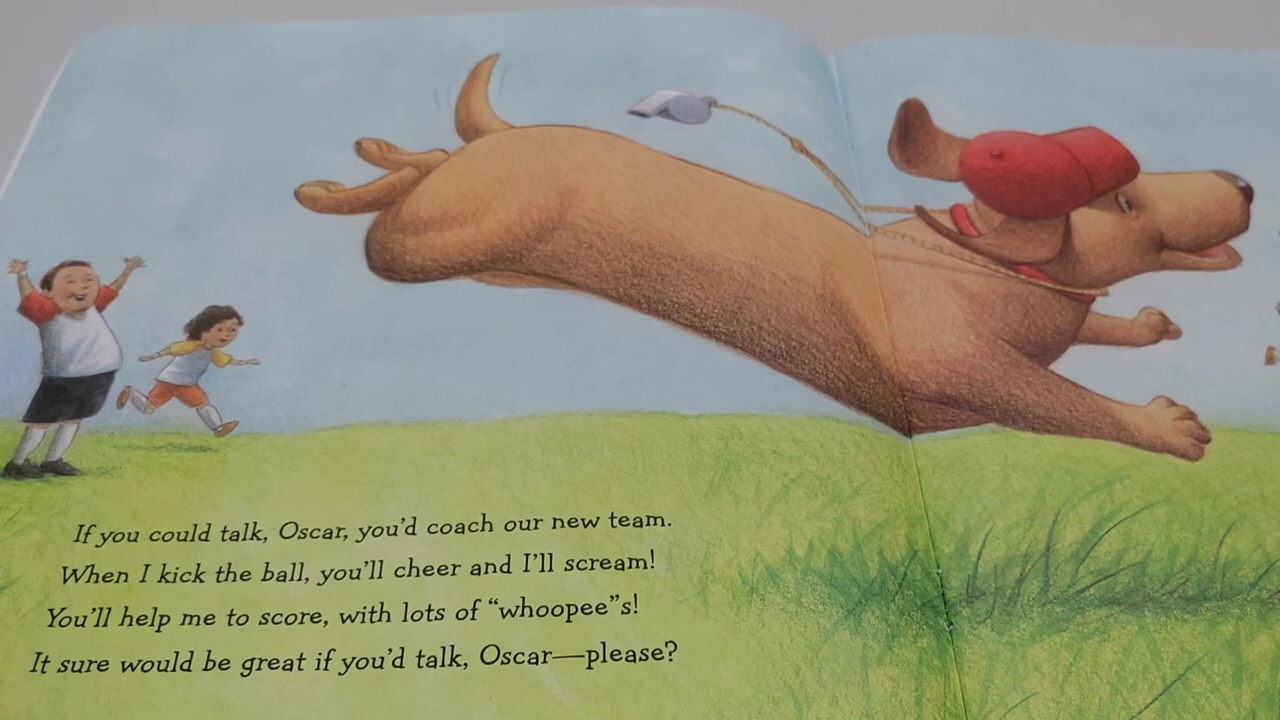 If you could talk, Oscar, you'd coach our new team.
When I kick the ball, you'll cheer and I'll scream!
You'll help me to score, with lots of “whoopee”s!
It sure would be great if you'd talk, Oscar—please?